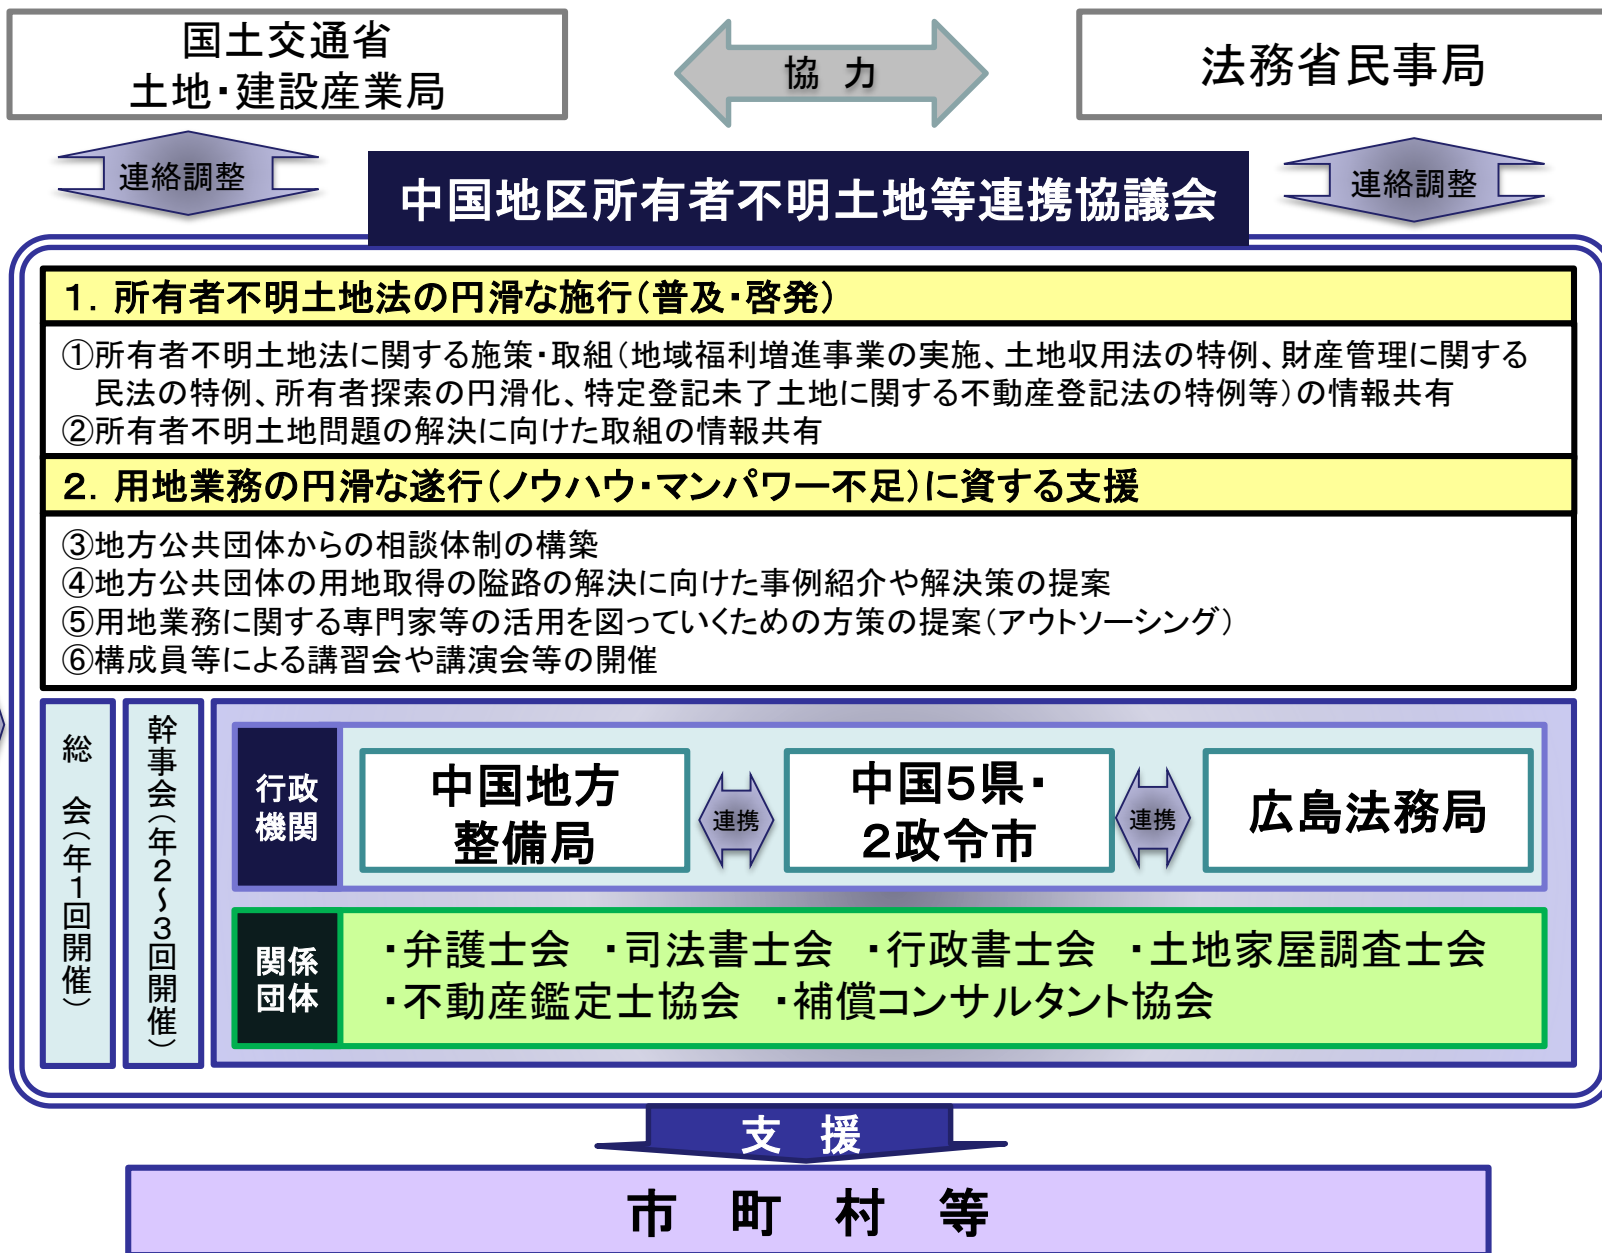 国土交通省
土地・建設産業局
協 力
法務省民事局
連絡調整
連絡調整
中国地区所有者不明土地等連携協議会
１．所有者不明土地法の円滑な施行（普及・啓発）
①所有者不明土地法に関する施策・取組（地域福利増進事業の実施、土地収用法の特例、財産管理に関する
民法の特例、所有者探索の円滑化、特定登記未了土地に関する不動産登記法の特例等）の情報共有
②所有者不明土地問題の解決に向けた取組の情報共有
２．用地業務の円滑な遂行（ノウハウ・マンパワー不足）に資する支援
③地方公共団体からの相談体制の構築
④地方公共団体の用地取得の隘路の解決に向けた事例紹介や解決策の提案
⑤用地業務に関する専門家等の活用を図っていくための方策の提案（アウトソーシング）
⑥構成員等による講習会や講演会等の開催
総 会（年１回開催）
幹事会（年２～３回開催）
行政
機関
中国地方
整備局
連携
中国５県・
２政令市
連携
広島法務局
関係
団体
・弁護士会 ・司法書士会 ・行政書士会 ・土地家屋調査士会
・不動産鑑定士協会 ・補償コンサルタント協会
支 援
市 町 村 等